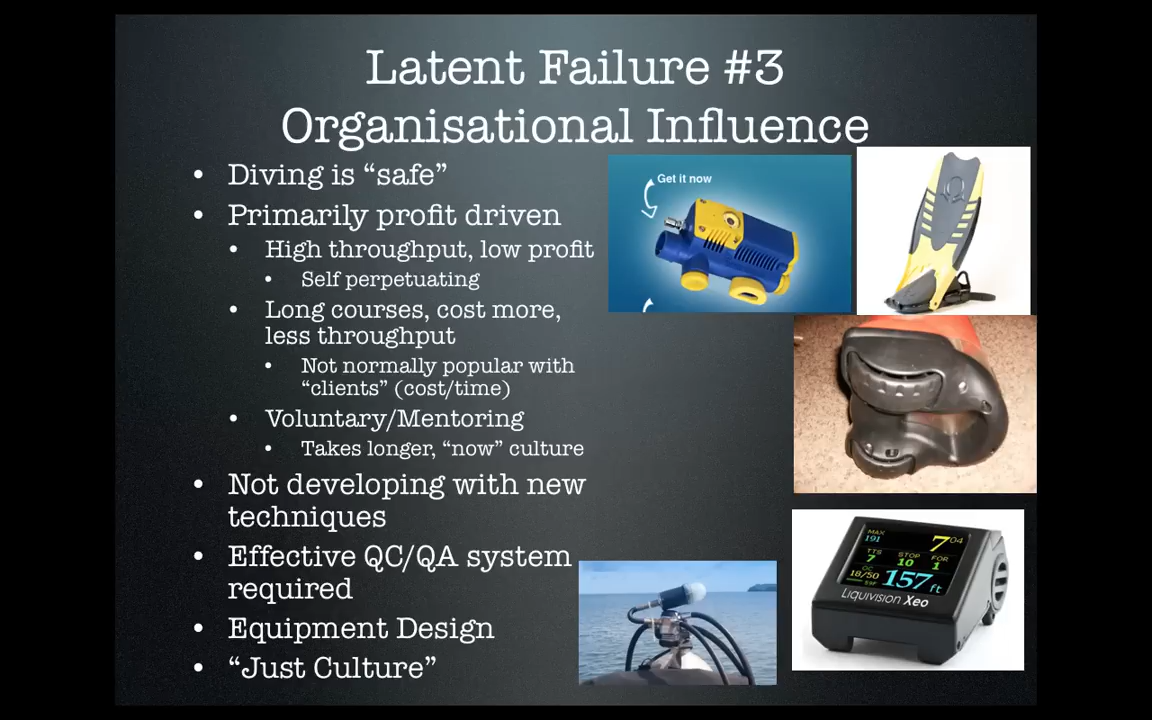 Latent Failure #3
Organisational Influence
• Diving is “safe”
• Primarily profit driven
• High throughput, low profit
• Self perpetuating
• Long courses, cost more,
less throughput
• Not normally popular with
“clients” (cost/time)
• Voluntary/Mentoring
• Takes longer, “now” culture
• Not developing with new
techniques
• Effective QC/QA system
required
• Equipment Design
• “Just Culture”
Get it now
MAX
191
704
TTS STOP FOR
7 10 1
OC
18/50 157 ft
Liquivision Xeo